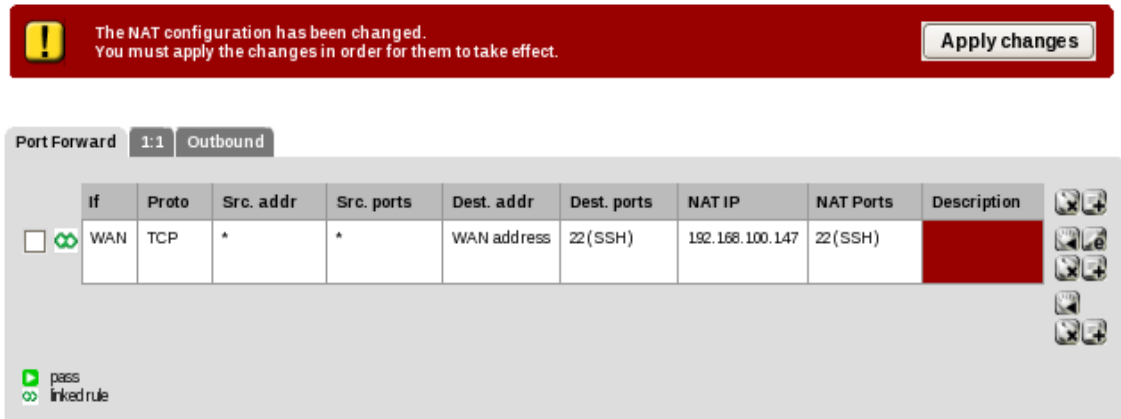 The NAT configuration has been changed.
You must apply the changes in order for them to take effect.
Apply changes
Port Forward 1:1 Outbound
If Proto Src. addr Src. ports Dest. addr Dest. ports NAT IP NAT Ports Description
WAN TCP * * WAN address 22 (SSH) 192.168.100.147 22 (SSH)
pass
linked rule